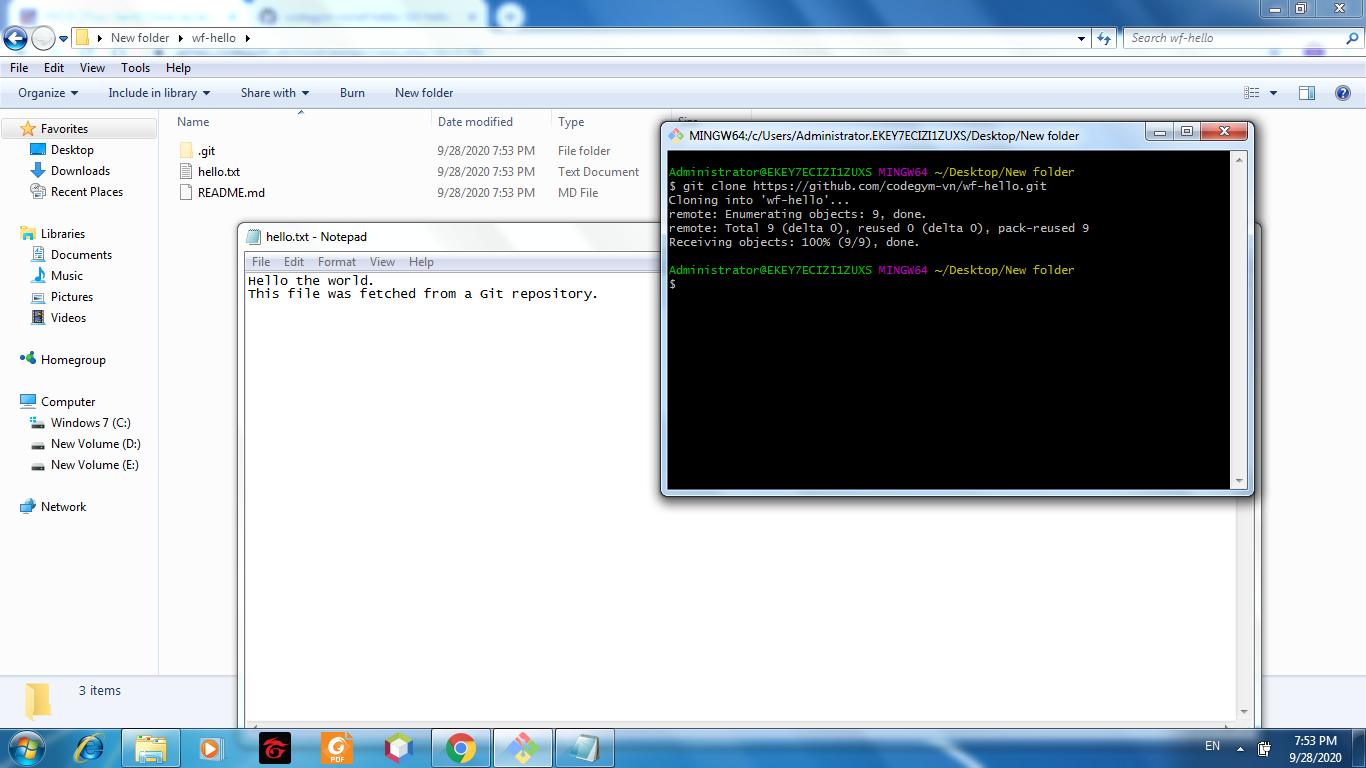 New folder
wf-hello
Search wf-hello
File Edit View Tools Help
Organize Include in library Share with Burn New folder
Favorites
Desktop
Downloads
Recent Places
Libraries
Documents
Music
Pictures
Videos
Homegroup
Computer
Windows 7 (C:)
New Volume (D:)
New Volume (E:)
Network
Name Date modified Type Size
.git 9/28/2020 7:53 PM File folder
hello.txt 9/28/2020 7:53 PM Text Document
README.md 9/28/2020 7:53 PM MD File
hello.txt - Notepad
File Edit Format View Help
Hello the world.
This file was fetched from a Git repository.
MINGW64:/c/Users/Administrator.EKEY7ECIZI1ZUXS/Desktop/New folder
Administrator@EKEY7ECIZI1ZUXS MINGW64 ~/Desktop/New folder
$ git clone https://github.com/codegym-vn/wf-hello.git
Cloning into 'wf-hello'...
remote: Enumerating objects: 9, done.
remote: Total 9 (delta 0), reused 0 (delta 0), pack-reused 9
Receiving objects: 100% (9/9), done.
Administrator@EKEY7ECIZI1ZUXS MINGW64 ~/Desktop/New folder
$
3 items
PDF
EN
7:53 PM
9/28/2020